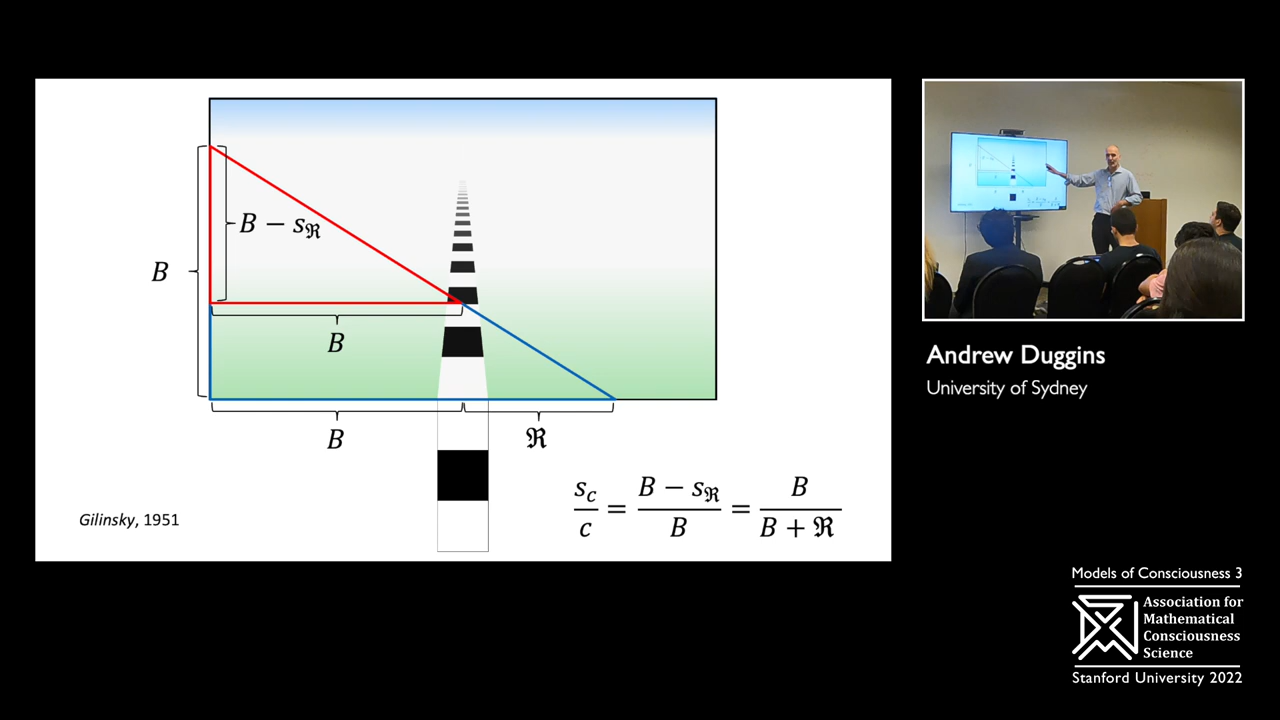 B
B − s_ℜ
B
B
ℜ
s_c/c = (B − s_ℜ)/B = B/(B + ℜ)
Gilinsky, 1951
Andrew Duggins
University of Sydney
Models of Consciousness 3
Association for
Mathematical
Consciousness
Science
Stanford University 2022